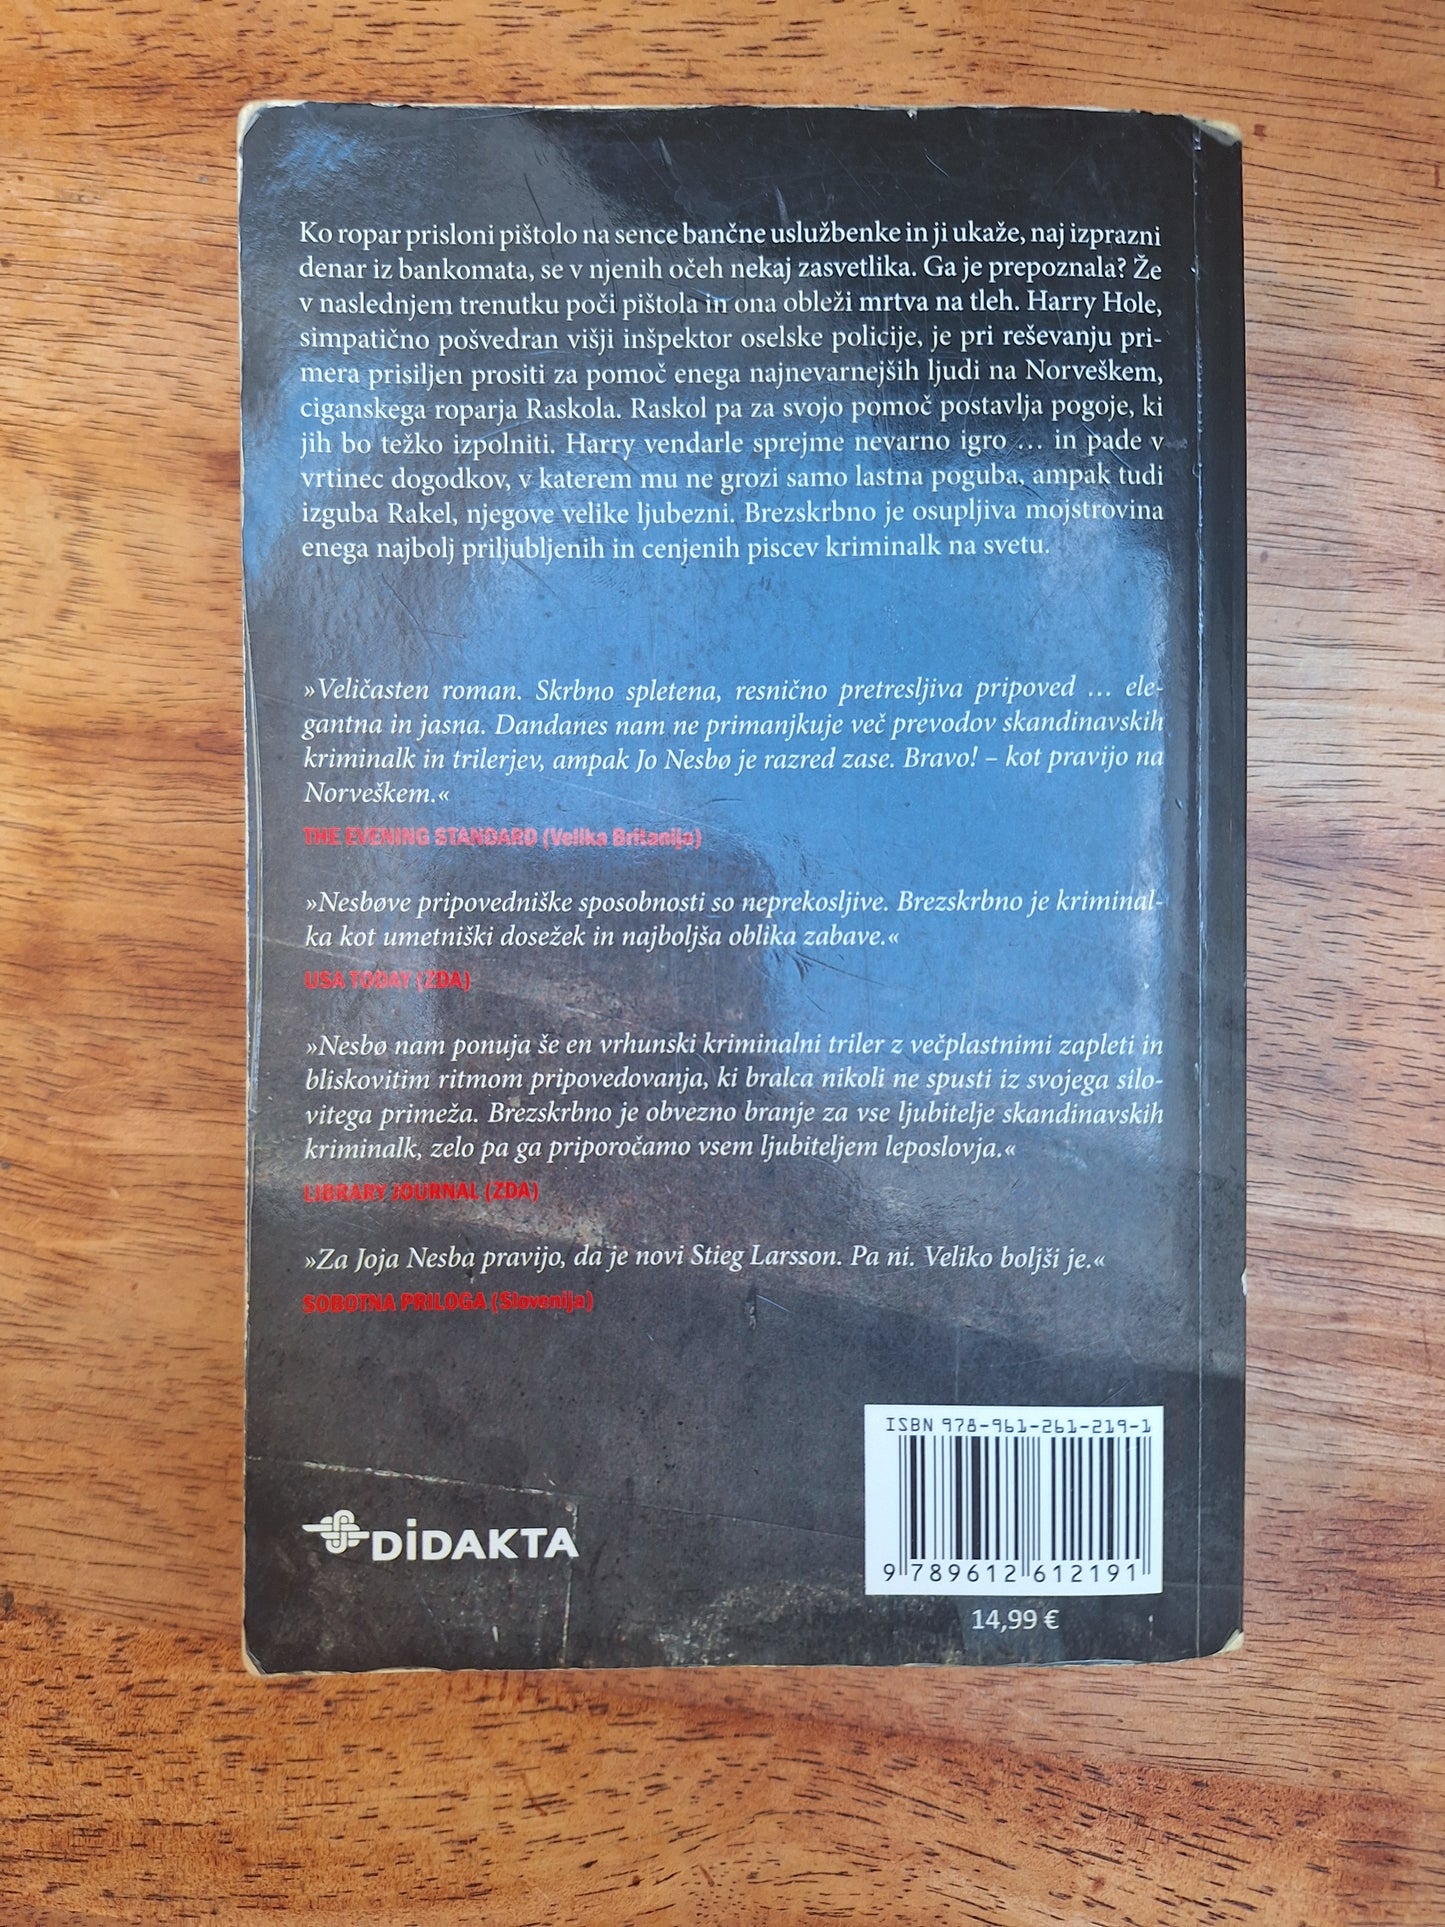 Ko ropar prisloni pištolo na sence bančne uslužbenke in ji ukaže, naj izprazni
denar iz bankomata, se v njenih očeh nekaj zasvetlika. Ga je prepoznala? Že
v naslednjem trenutku poči pištola in ona obleži mrtva na tleh. Harry Hole,
simpatično pošvedran višji inšpektor oselske policije, je pri reševanju pri-
mera prisiljen prositi za pomoč enega najnevarnejših ljudi na Norveškem,
ciganskega roparja Raskola. Raskol pa za svojo pomoč postavlja pogoje, ki
jih bo težko izpolniti. Harry vendarle sprejme nevarno igro … in pade v
vrtinec dogodkov, v katerem mu ne grozi samo lastna poguba, ampak tudi
izguba Rakel, njegove velike ljubezni. Brezskrbno je osupljiva mojstrovina
enega najbolj priljubljenih in cenjenih piscev kriminalk na svetu.
»Veličasten roman. Skrbno spletena, resnično pretresljiva pripoved … ele-
gantna in jasna. Dandanes nam ne primanjkuje več prevodov skandinavskih
kriminalk in trilerjev, ampak Jo Nesbø je razred zase. Bravo! – kot pravijo na
Norveškem.«
THE EVENING STANDARD (Velika Britanija)
»Nesbøve pripovedniške sposobnosti so neprekosljive. Brezskrbno je kriminal-
ka kot umetniški dosežek in najboljša oblika zabave.«
USA TODAY (ZDA)
»Nesbø nam ponuja še en vrhunski kriminalni triler z večplastnimi zapleti in
bliskovitim ritmom pripovedovanja, ki bralca nikoli ne spusti iz svojega silo-
vitega primeža. Brezskrbno je obvezno branje za vse ljubitelje skandinavskih
kriminalk, zelo pa ga priporočamo vsem ljubiteljem leposlovja.«
LIBRARY JOURNAL (ZDA)
»Za Joja Nesba pravijo, da je novi Stieg Larsson. Pa ni. Veliko boljši je.«
SOBOTNA PRILOGA (Slovenija)
ISBN 978-961-261-219-1
9 789612 612191
DIDAKTA
14,99 €